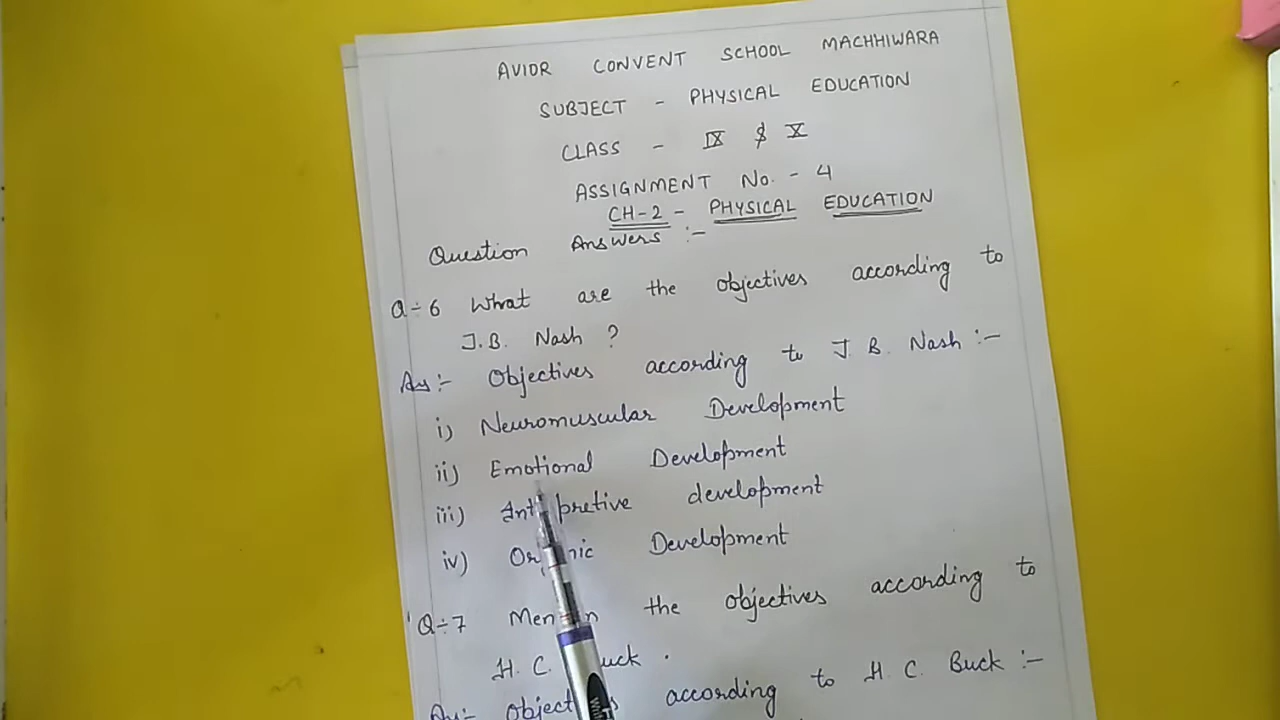 AVIOR CONVENT SCHOOL MACHHIWARA
SUBJECT - PHYSICAL EDUCATION
CLASS - IX & X
ASSIGNMENT No. - 4
CH-2 - PHYSICAL EDUCATION
Question Answers :-
Q÷6 What are the objectives according to
J.B. Nash ?
Ans :- Objectives according to J. B. Nash :-
i) Neuromuscular Development
ii) Emotional Development
iii) development
iv) Development
Q÷7 the objectives according to
H. C.
according to H. C. Buck :-